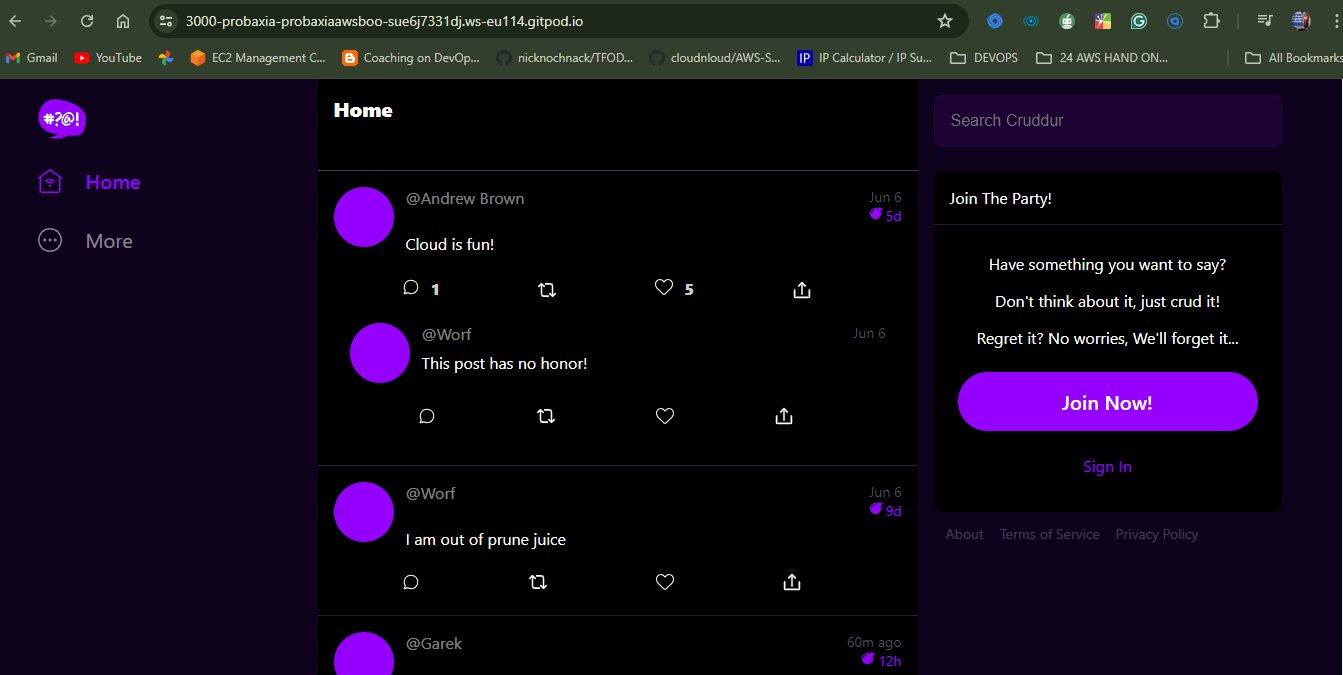 3000-probaxia-probaxiaawsboo-sue6j7331dj.ws-eu114.gitpod.io
Gmail YouTube EC2 Management C... Coaching on DevOp... nicknochnack/TFOD... cloudnloud/AWS-S... IP IP Calculator / IP Su... DEVOPS 24 AWS HAND ON... All Bookmarks
#?@!
Home
More
Home
@Andrew Brown Jun 6
5d
Cloud is fun!
1 5
@Worf Jun 6
This post has no honor!
@Worf Jun 6
9d
I am out of prune juice
@Garek 60m ago
12h
Search Cruddur
Join The Party!
Have something you want to say?
Don't think about it, just crud it!
Regret it? No worries, We'll forget it...
Join Now!
Sign In
About Terms of Service Privacy Policy